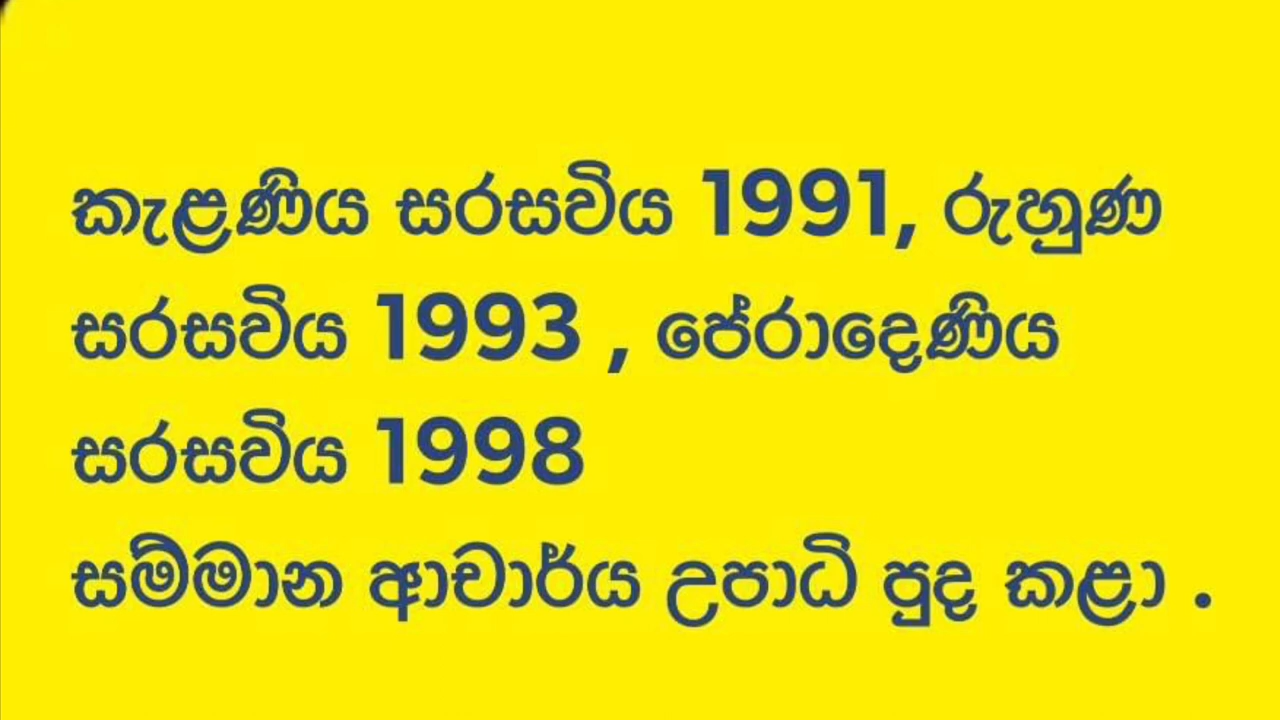 කැළණිය සරසවිය 1991, රුහුණ
සරසවිය 1993 , පේරාදෙණිය
සරසවිය 1998
සම්මාන ආචාර්ය උපාධි පුද කළා .